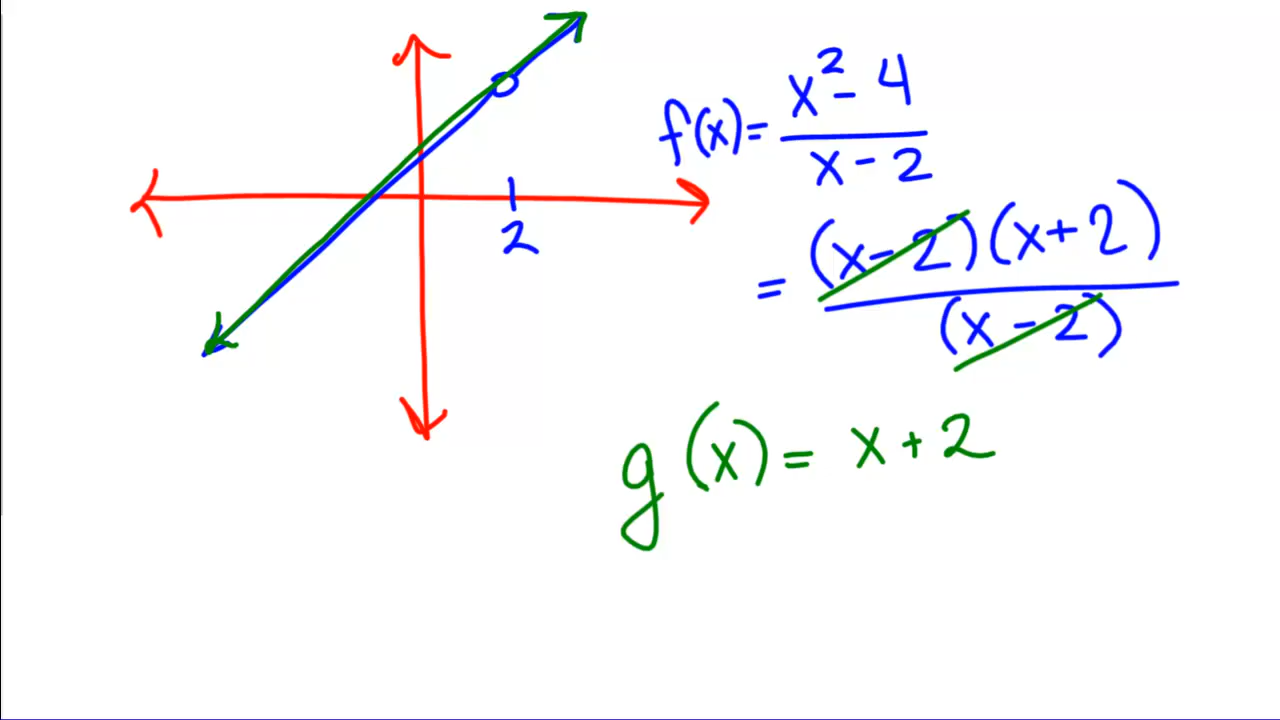 2
f(x) = x² - 4
x - 2
= (x - 2)(x + 2)
(x - 2)
g(x) = x + 2